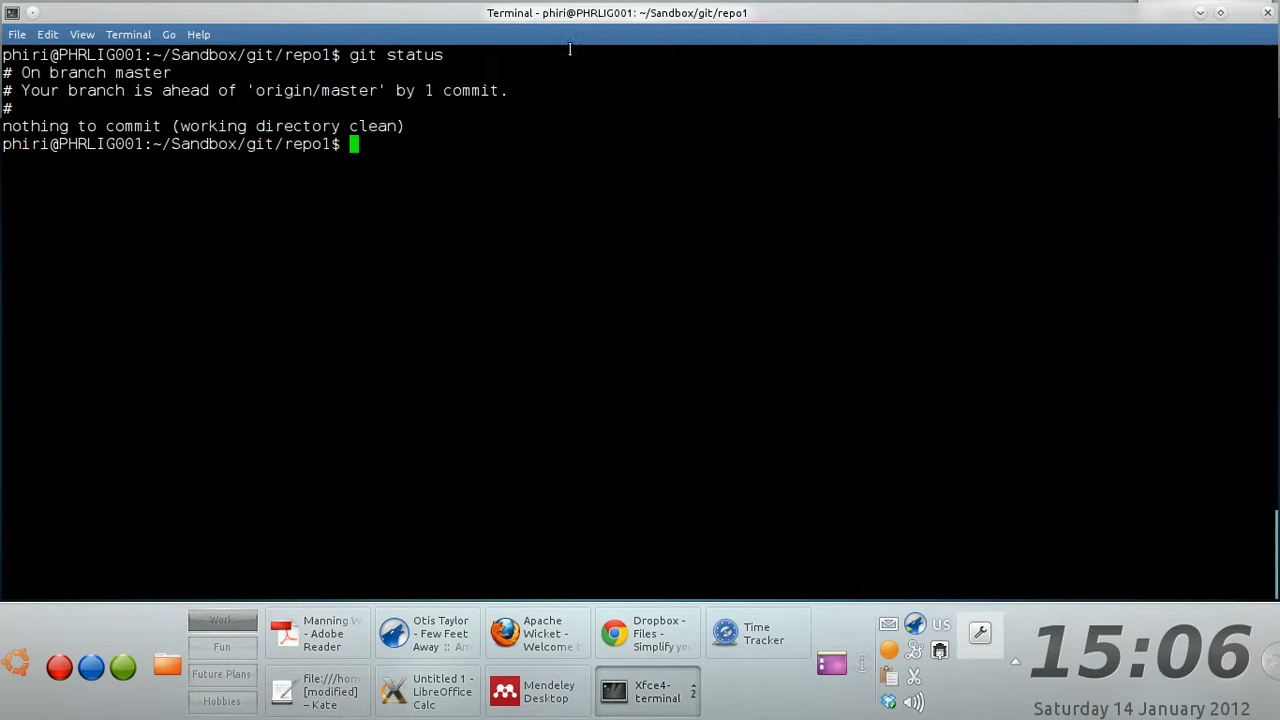 Terminal - phiri@PHRLIG001: ~/Sandbox/git/repo1
File Edit View Terminal Go Help
phiri@PHRLIG001:~/Sandbox/git/repo1$ git status
# On branch master
# Your branch is ahead of 'origin/master' by 1 commit.
#
nothing to commit (working directory clean)
phiri@PHRLIG001:~/Sandbox/git/repo1$
Work
Fun
Future Plans
Hobbies
Manning.
- Adobe
Reader
Otis Taylor
- Few Feet
Away ::
Apache
Wicket -
Welcome
Dropbox -
Files -
Simplify yo
Time
Tracker
File:///hom
[modified]
– Kate
Untitled 1 -
LibreOffice
Calc
Mendeley
Desktop
Xfce4-
terminal
2
US
15:06
Saturday 14 January 2012